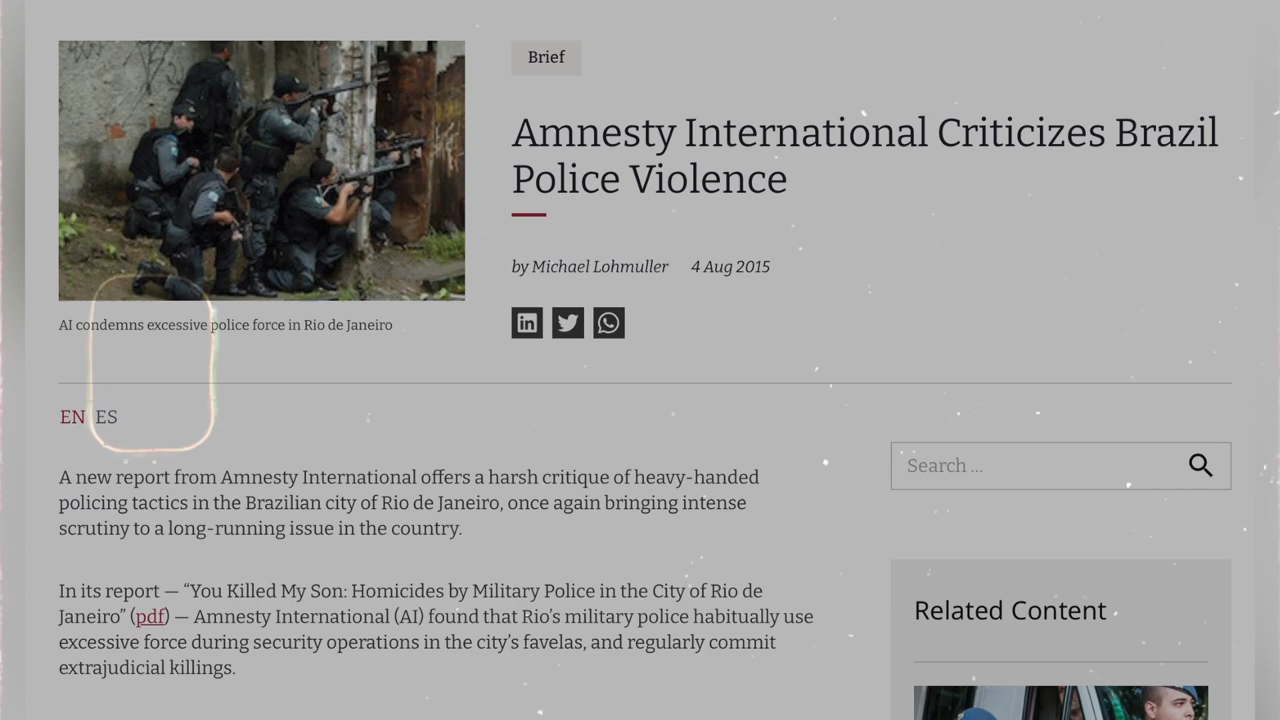 Brief
Amnesty International Criticizes Brazil
Police Violence
by Michael Lohmuller 4 Aug 2015
AI condemns excessive police force in Rio de Janeiro
EN ES
A new report from Amnesty International offers a harsh critique of heavy-handed
policing tactics in the Brazilian city of Rio de Janeiro, once again bringing intense
scrutiny to a long-running issue in the country.
In its report — “You Killed My Son: Homicides by Military Police in the City of Rio de
Janeiro” (pdf) — Amnesty International (AI) found that Rio’s military police habitually use
excessive force during security operations in the city’s favelas, and regularly commit
extrajudicial killings.
Search ...
Related Content